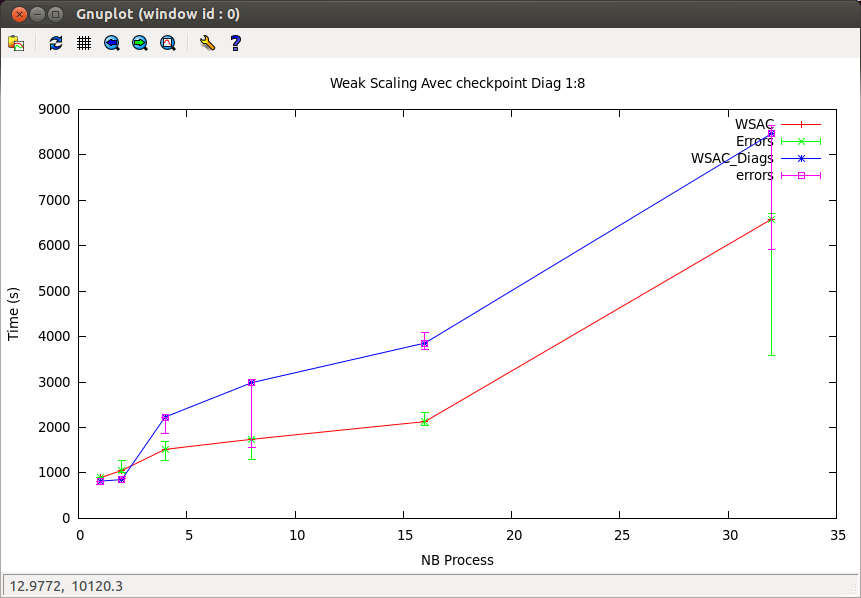 Gnuplot (window id : 0)
Weak Scaling Avec checkpoint Diag 1:8
9000
8000
7000
6000
5000
4000
3000
2000
1000
0
Time (s)
WSAC
Errors
WSAC_Diags
errors
0 5 10 15 20 25 30 35
NB Process
12.9772, 10120.3